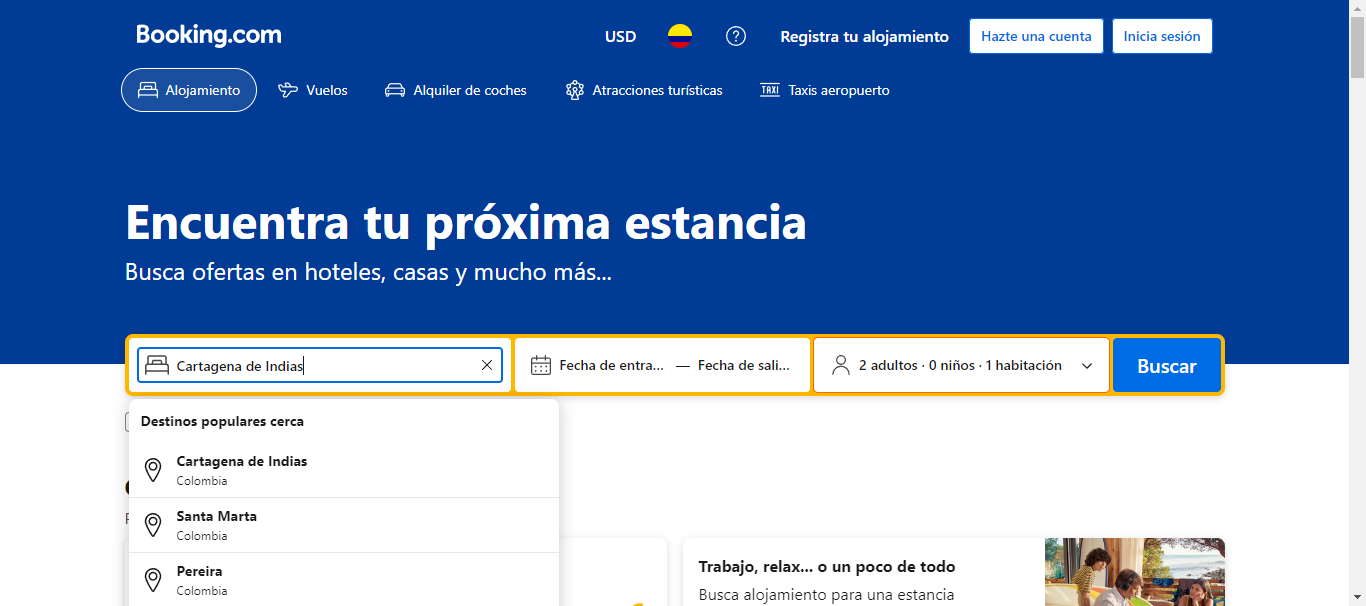 Booking.com
USD
Registra tu alojamiento
Hazte una cuenta
Inicia sesión
Alojamiento
Vuelos
Alquiler de coches
Atracciones turísticas
TAXI
Taxis aeropuerto
Encuentra tu próxima estancia
Busca ofertas en hoteles, casas y mucho más...
Cartagena de Indias
Fecha de entra... — Fecha de sali...
2 adultos · 0 niños · 1 habitación
Buscar
Destinos populares cerca
Cartagena de Indias
Colombia
Santa Marta
Colombia
Pereira
Colombia
Trabajo, relax... o un poco de todo
Busca alojamiento para una estancia